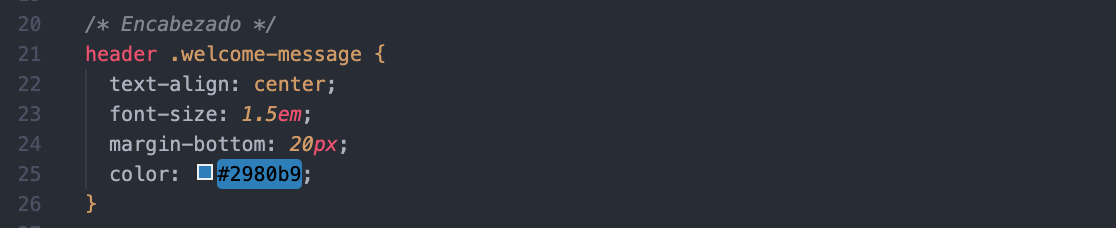 20 /* Encabezado */
21 header .welcome-message {
22 text-align: center;
23 font-size: 1.5em;
24 margin-bottom: 20px;
25 color: #2980b9;
26 }